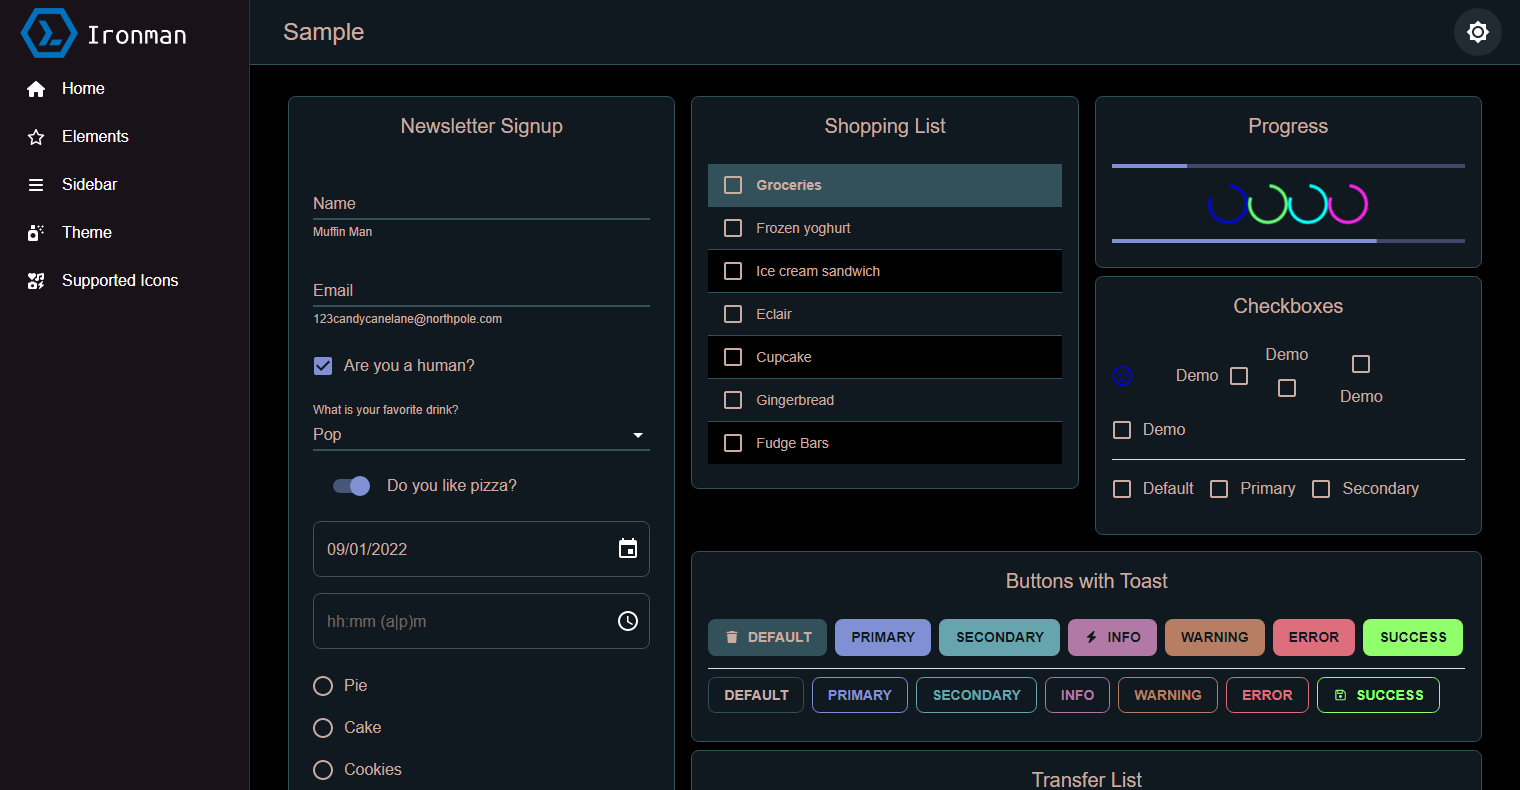 Ironman
Home
Elements
Sidebar
Theme
Supported Icons
Sample
Newsletter Signup
Name
Muffin Man
Email
123candycanelane@northpole.com
Are you a human?
What is your favorite drink?
Pop
Do you like pizza?
09/01/2022
hh:mm (a|p)m
Pie
Cake
Cookies
Shopping List
Groceries
Frozen yoghurt
Ice cream sandwich
Eclair
Cupcake
Gingerbread
Fudge Bars
Progress
Checkboxes
Demo
Demo
Demo
Demo
Default Primary Secondary
Buttons with Toast
DEFAULT PRIMARY SECONDARY INFO WARNING ERROR SUCCESS
DEFAULT PRIMARY SECONDARY INFO WARNING ERROR SUCCESS
Transfer List